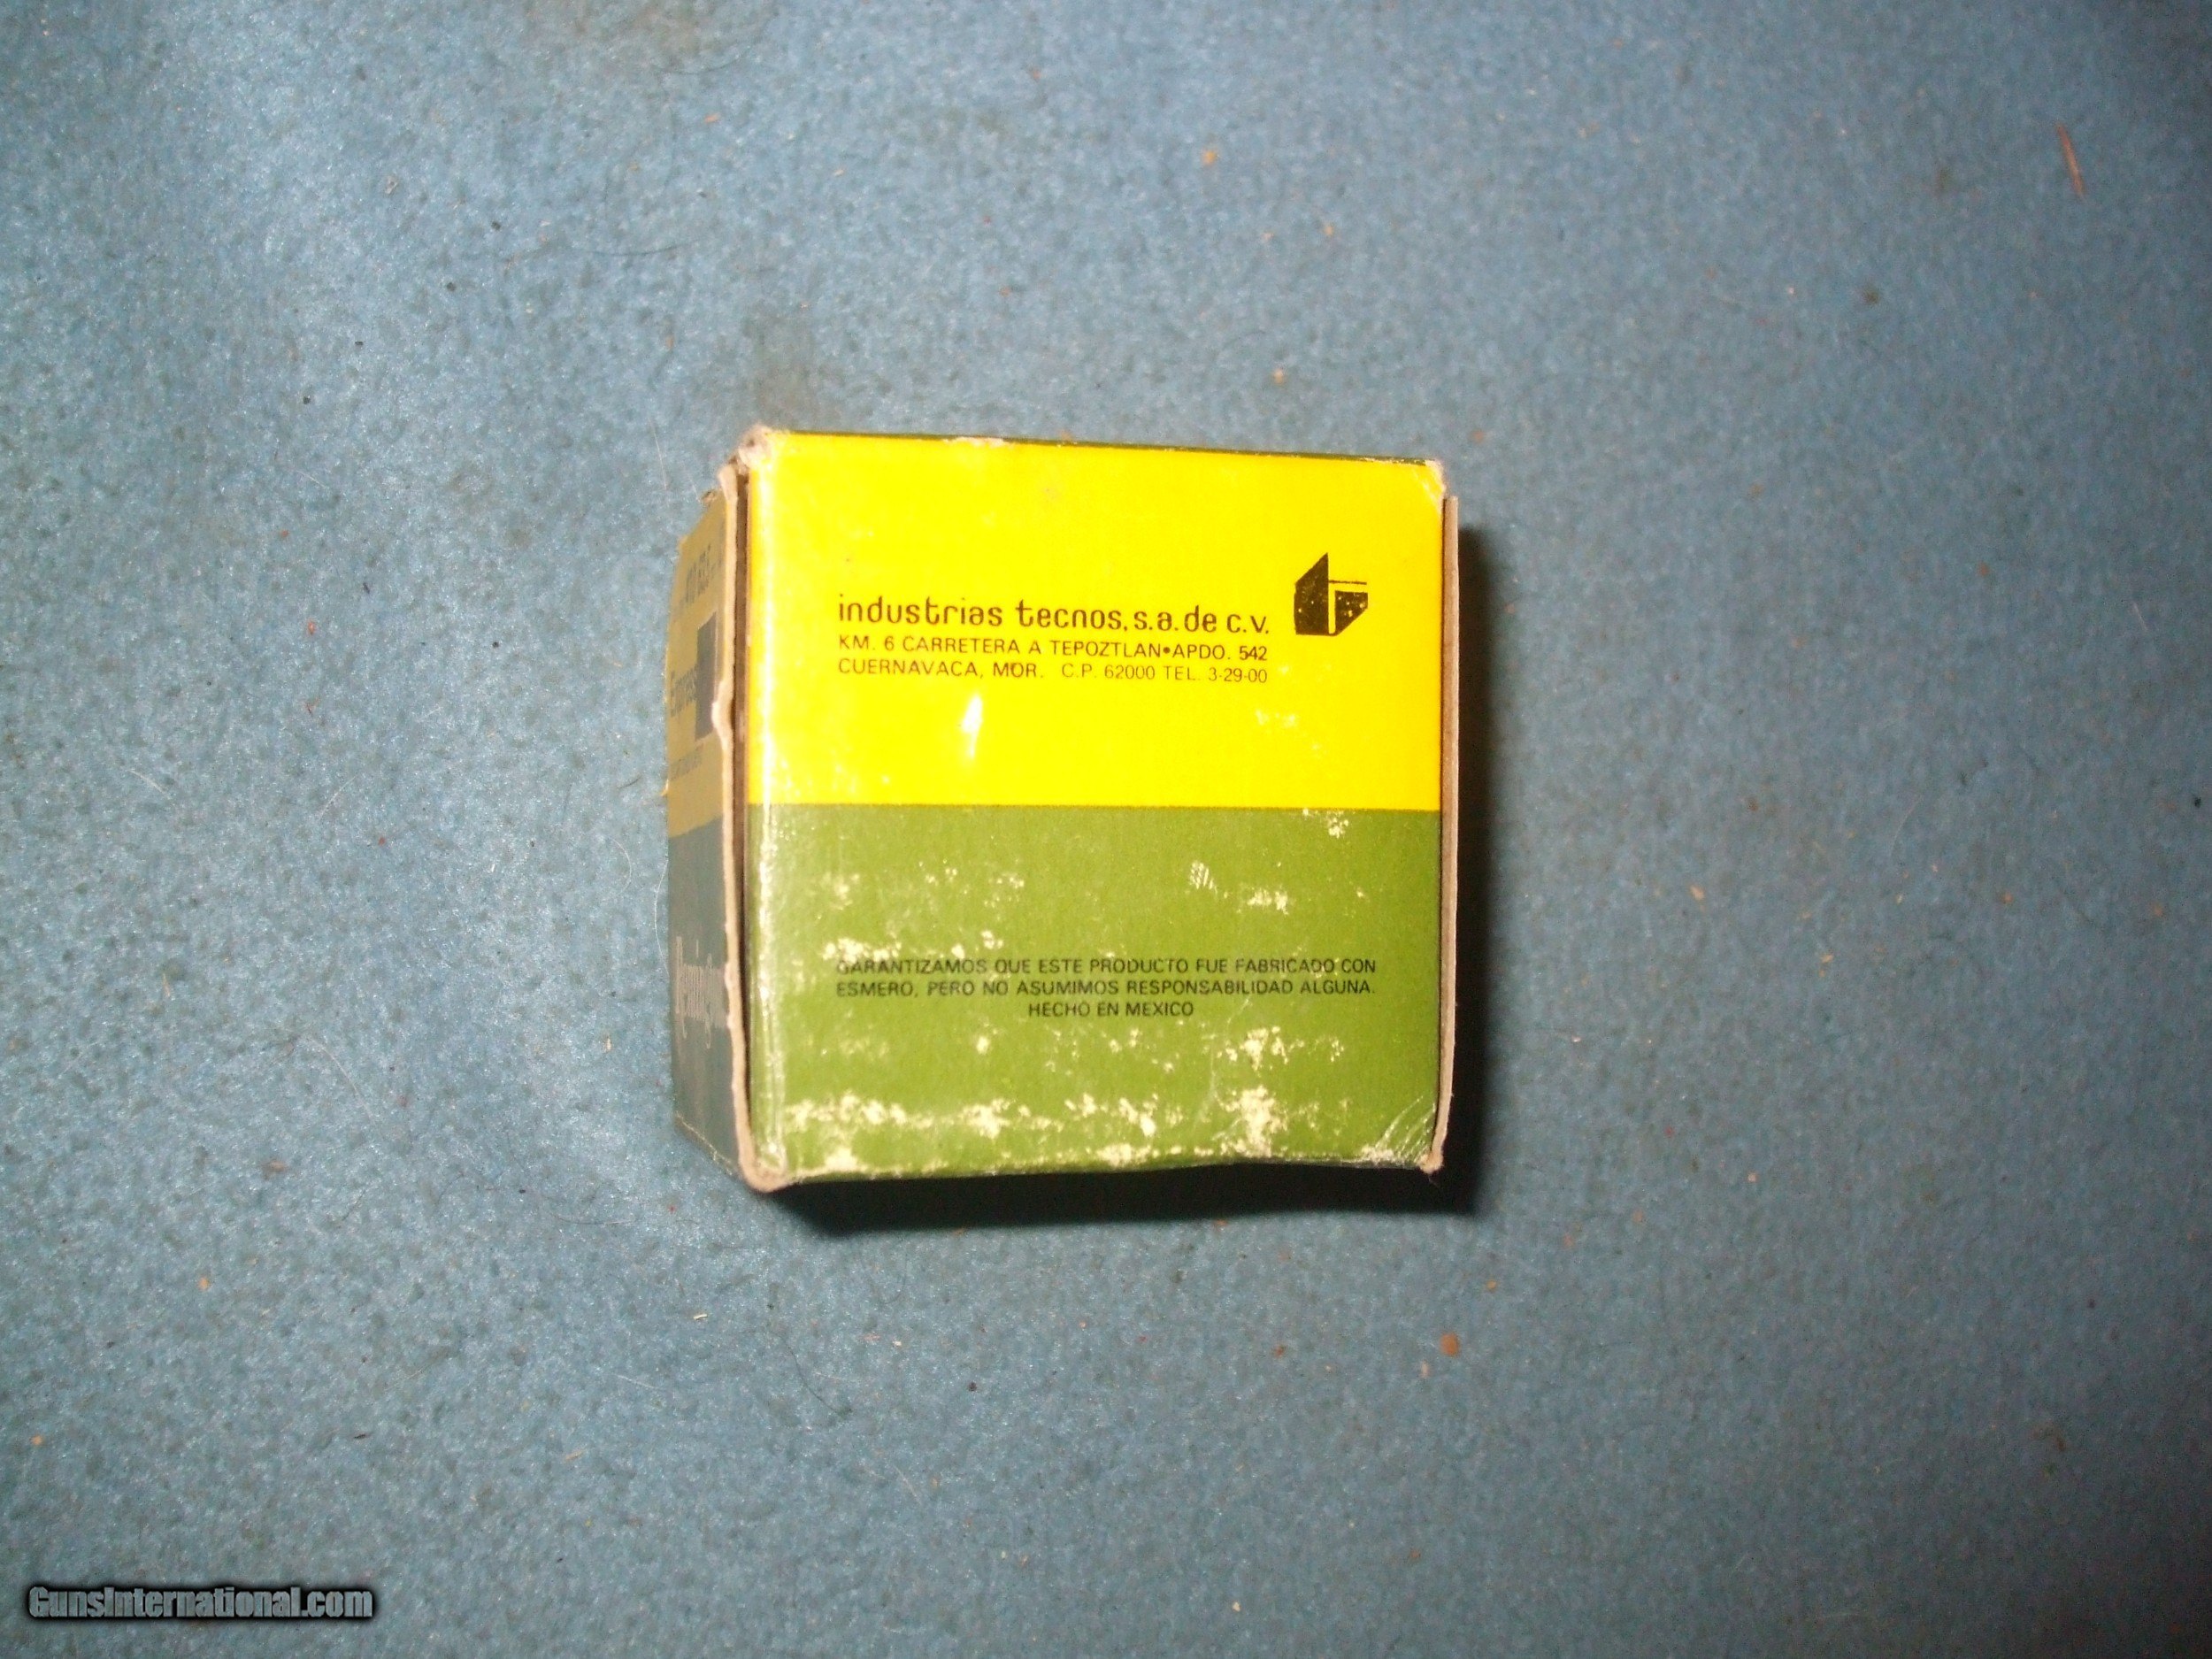 industrias tecnos, s.a. de c.v.
KM. 6 CARRETERA A TEPOZTLAN•APDO. 542
CUERNAVACA, MOR. C.P. 62000 TEL. 3-29-00
GARANTIZAMOS QUE ESTE PRODUCTO FUE FABRICADO CON
ESMERO, PERO NO ASUMIMOS RESPONSABILIDAD ALGUNA.
HECHO EN MEXICO
Express
GunsInternational.com